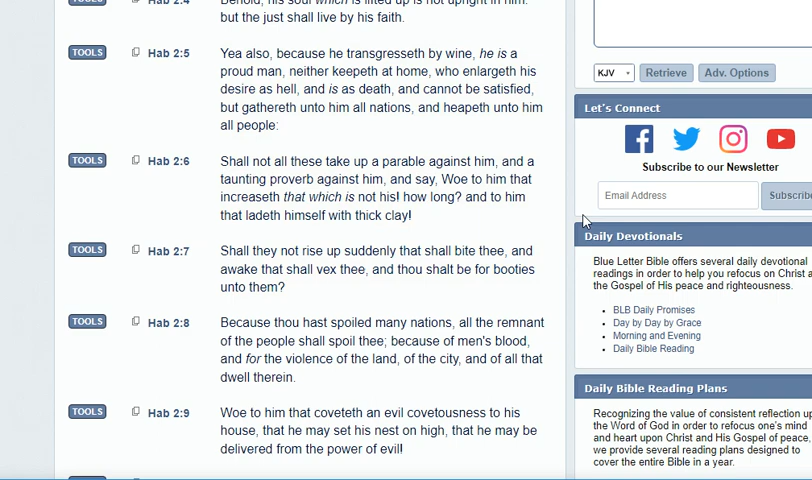 TOOLS
Hab 2:4
Behold, his soul which is lifted up is not upright in him:
but the just shall live by his faith.
TOOLS
Hab 2:5
Yea also, because he transgresseth by wine, he is a
proud man, neither keepeth at home, who enlargeth his
desire as hell, and is as death, and cannot be satisfied,
but gathereth unto him all nations, and heapeth unto him
all people:
TOOLS
Hab 2:6
Shall not all these take up a parable against him, and a
taunting proverb against him, and say, Woe to him that
increaseth that which is not his! how long? and to him
that ladeth himself with thick clay!
TOOLS
Hab 2:7
Shall they not rise up suddenly that shall bite thee, and
awake that shall vex thee, and thou shalt be for booties
unto them?
TOOLS
Hab 2:8
Because thou hast spoiled many nations, all the remnant
of the people shall spoil thee; because of men's blood,
and for the violence of the land, of the city, and of all that
dwell therein.
TOOLS
Hab 2:9
Woe to him that coveteth an evil covetousness to his
house, that he may set his nest on high, that he may be
delivered from the power of evil!
KJV
Retrieve
Adv. Options
Let's Connect
Subscribe to our Newsletter
Email Address
Subscribe
Daily Devotionals
Blue Letter Bible offers several daily devotional
readings in order to help you refocus on Christ a
the Gospel of His peace and righteousness.
BLB Daily Promises
Day by Day by Grace
Morning and Evening
Daily Bible Reading
Daily Bible Reading Plans
Recognizing the value of consistent reflection up
the Word of God in order to refocus one's mind
and heart upon Christ and His Gospel of peace,
we provide several reading plans designed to
cover the entire Bible in a year.